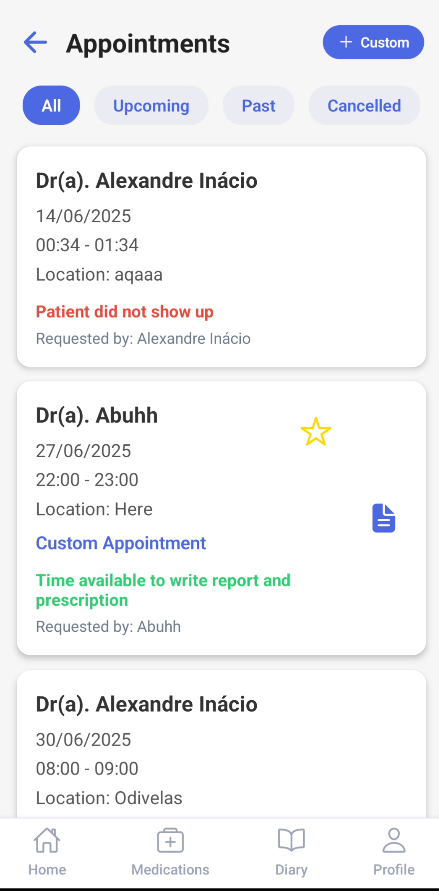 Appointments
+ Custom
All
Upcoming
Past
Cancelled
Dr(a). Alexandre Inácio
14/06/2025
00:34 - 01:34
Location: aqaaa
Patient did not show up
Requested by: Alexandre Inácio
Dr(a). Abuhh
27/06/2025
22:00 - 23:00
Location: Here
Custom Appointment
Time available to write report and
prescription
Requested by: Abuhh
Dr(a). Alexandre Inácio
30/06/2025
08:00 - 09:00
Location: Odivelas
Home
Medications
Diary
Profile